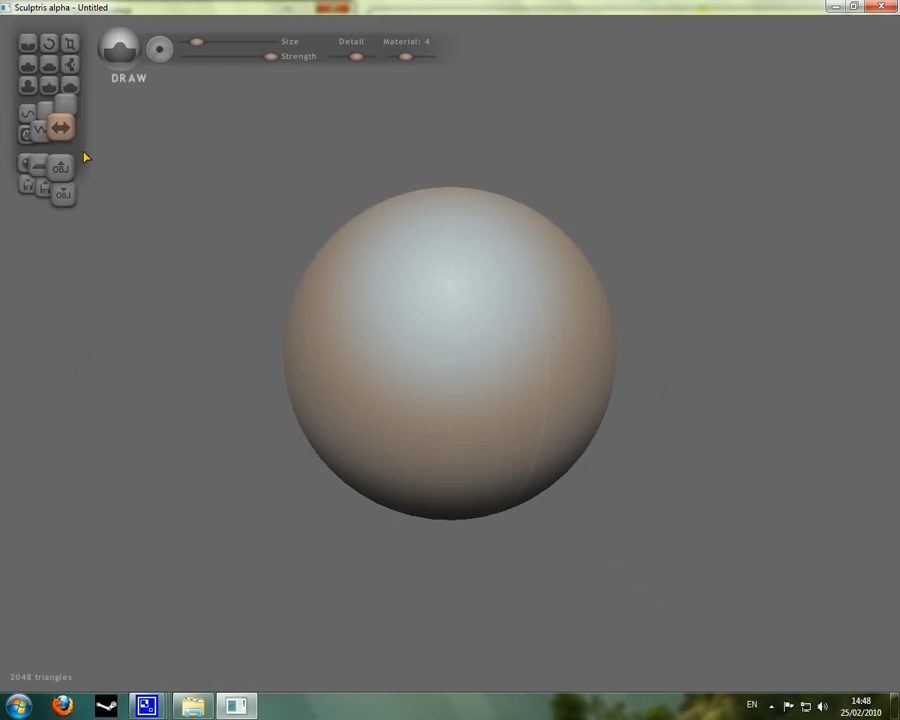 Sculptris alpha - Untitled
Size Detail Material: 4
Strength
DRAW
OBJ
OBJ
2048 triangles
EN 14:48
25/02/2010